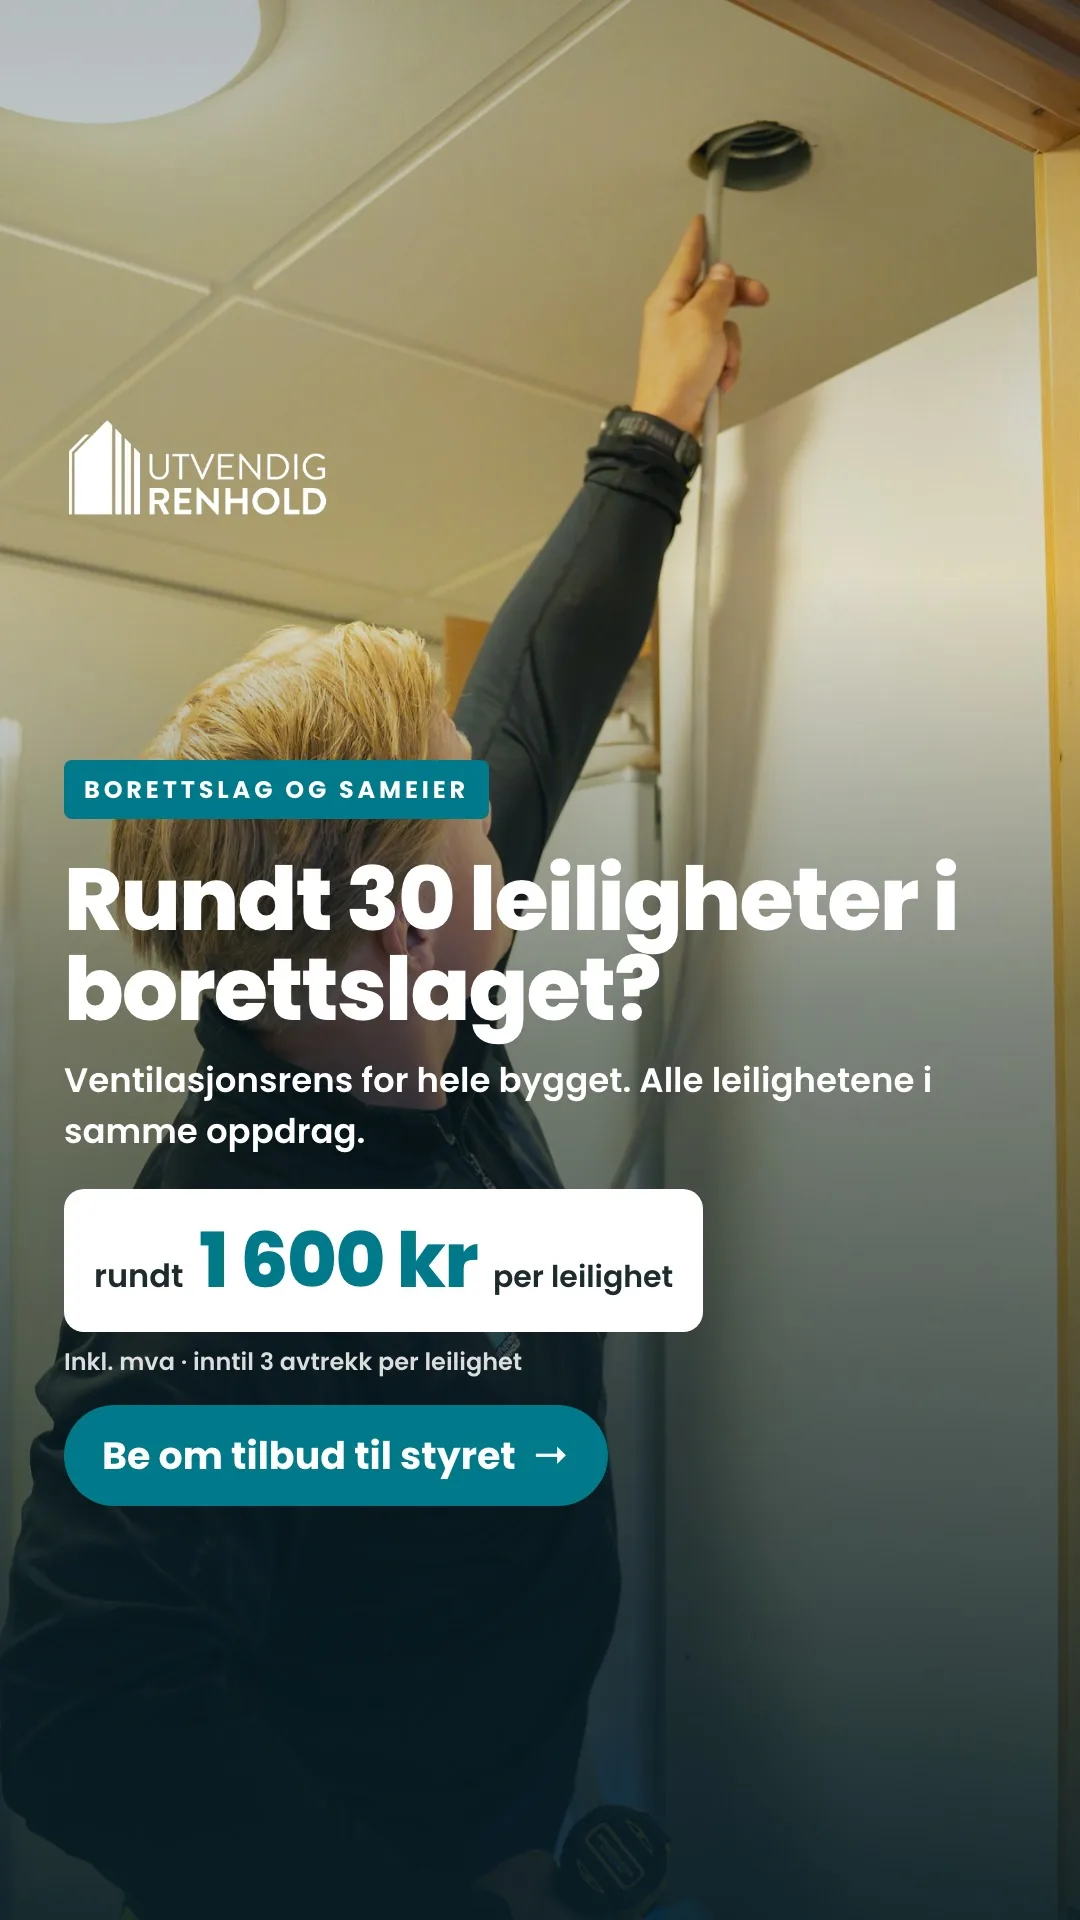 UTVENDIG
RENHOLD
BORETTSLAG OG SAMEIER
Rundt 30 leiligheter i
borettslaget?
Ventilasjonsrens for hele bygget. Alle leilighetene i
samme oppdrag.
rundt 1 600 kr per leilighet
Inkl. mva · inntil 3 avtrekk per leilighet
Be om tilbud til styret →